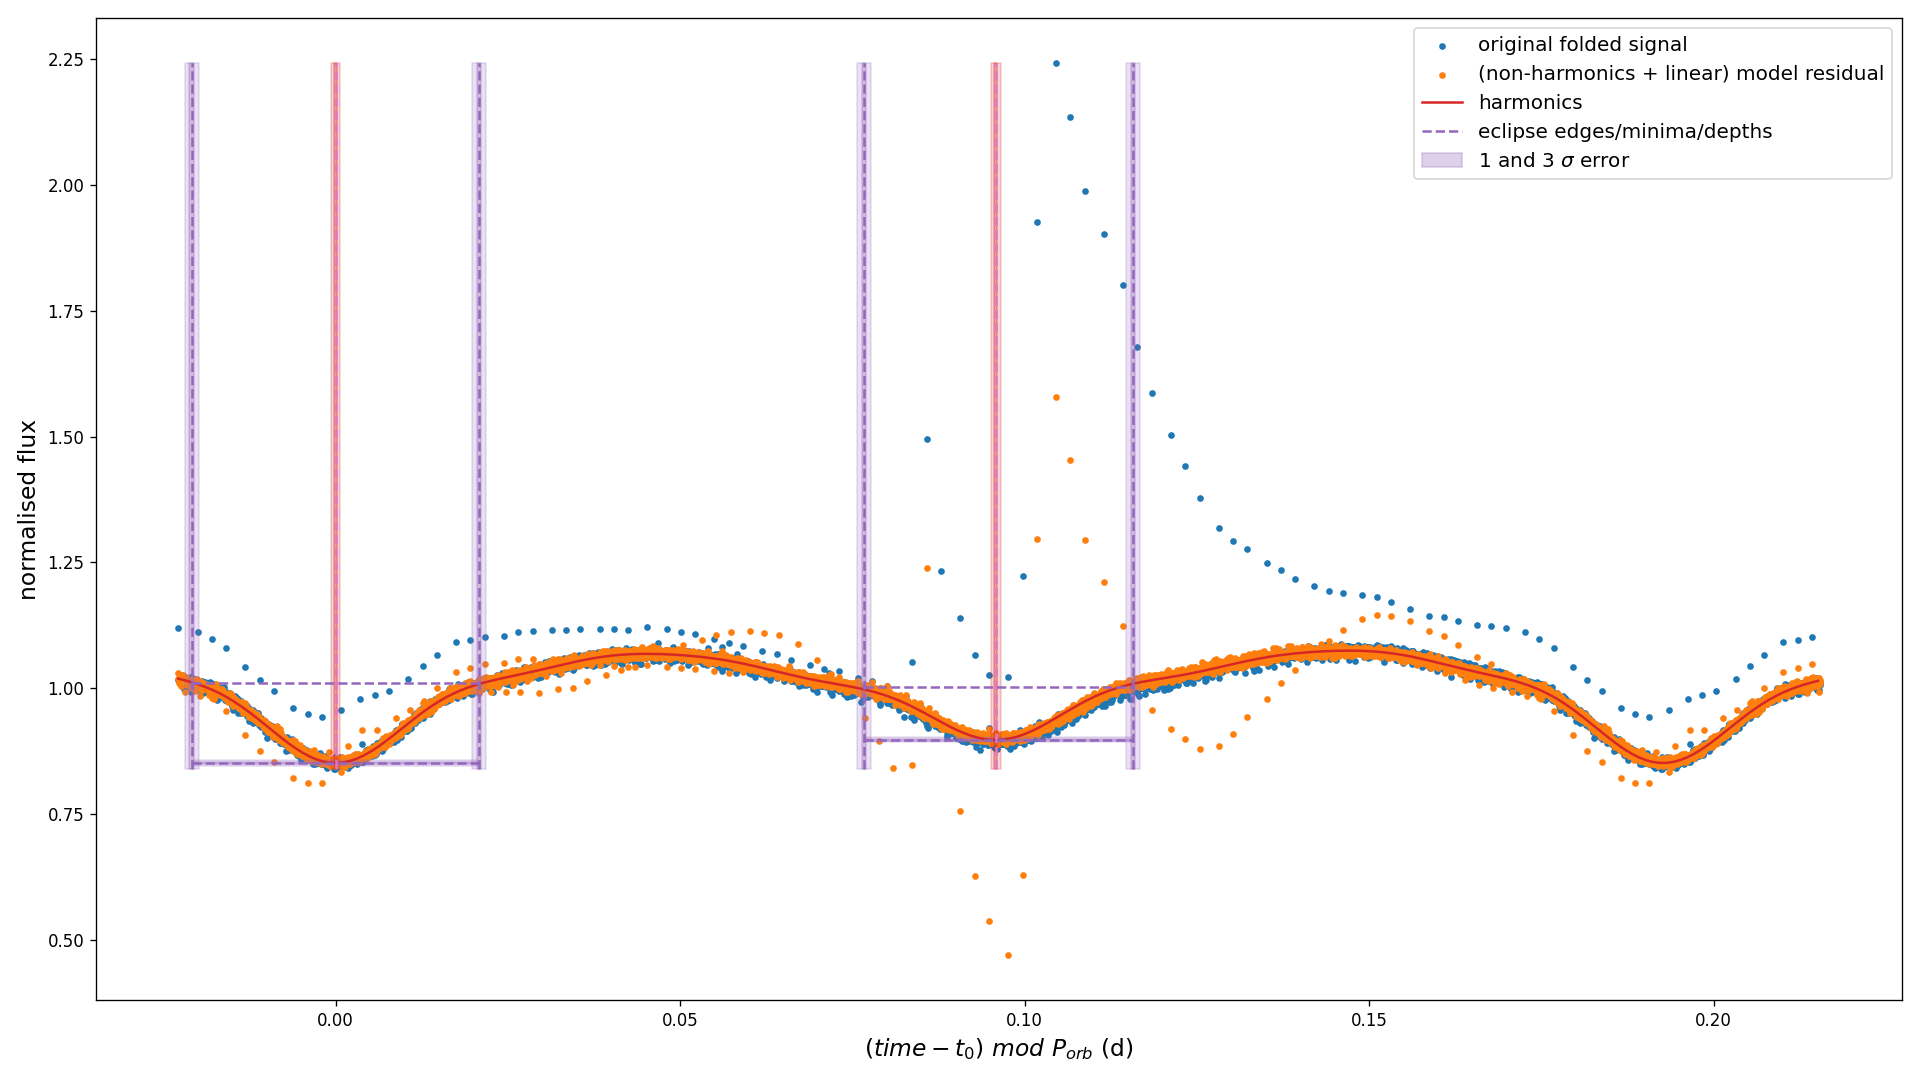 2.25
2.00
1.75
1.50
1.25
1.00
0.75
0.50
normalised flux
original folded signal
(non-harmonics + linear) model residual
harmonics
eclipse edges/minima/depths
1 and 3 σ error
0.00 0.05 0.10 0.15 0.20
(time − t₀) mod Pₒᵣᵦ (d)